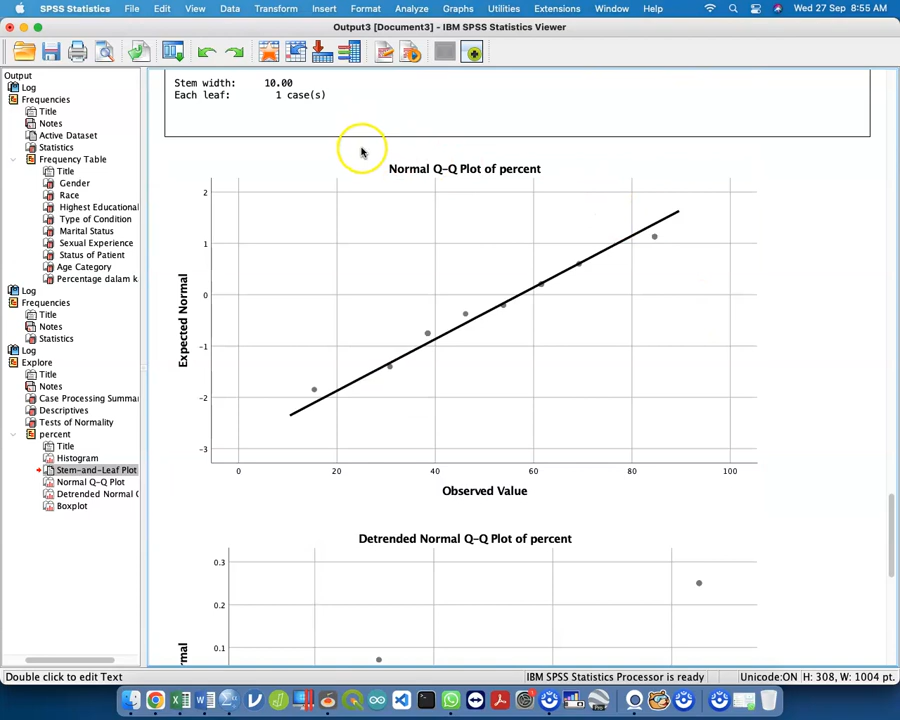 SPSS Statistics File Edit View Data Transform Insert Format Analyze Graphs Utilities Extensions Window Help Wed 27 Sep 8:55 AM
Output3 [Document3] - IBM SPSS Statistics Viewer
Output
Log
Frequencies
Title
Notes
Active Dataset
Statistics
Frequency Table
Title
Gender
Race
Highest Educational
Type of Condition
Marital Status
Sexual Experience
Status of Patient
Age Category
Percentage dalam k
Log
Frequencies
Title
Notes
Statistics
Log
Explore
Title
Notes
Case Processing Summa
Descriptives
Tests of Normality
percent
Title
Histogram
Stem-and-Leaf Plot
Normal Q-Q Plot
Detrended Normal Q
Boxplot
Stem width: 10.00
Each leaf: 1 case(s)
Normal Q-Q Plot of percent
2
1
0
-1
-2
-3
Expected Normal
0 20 40 60 80 100
Observed Value
Detrended Normal Q-Q Plot of percent
0.3
0.2
0.1
rmal
Double click to edit Text
IBM SPSS Statistics Processor is ready
Unicode:ON H: 308, W: 1004 pt.